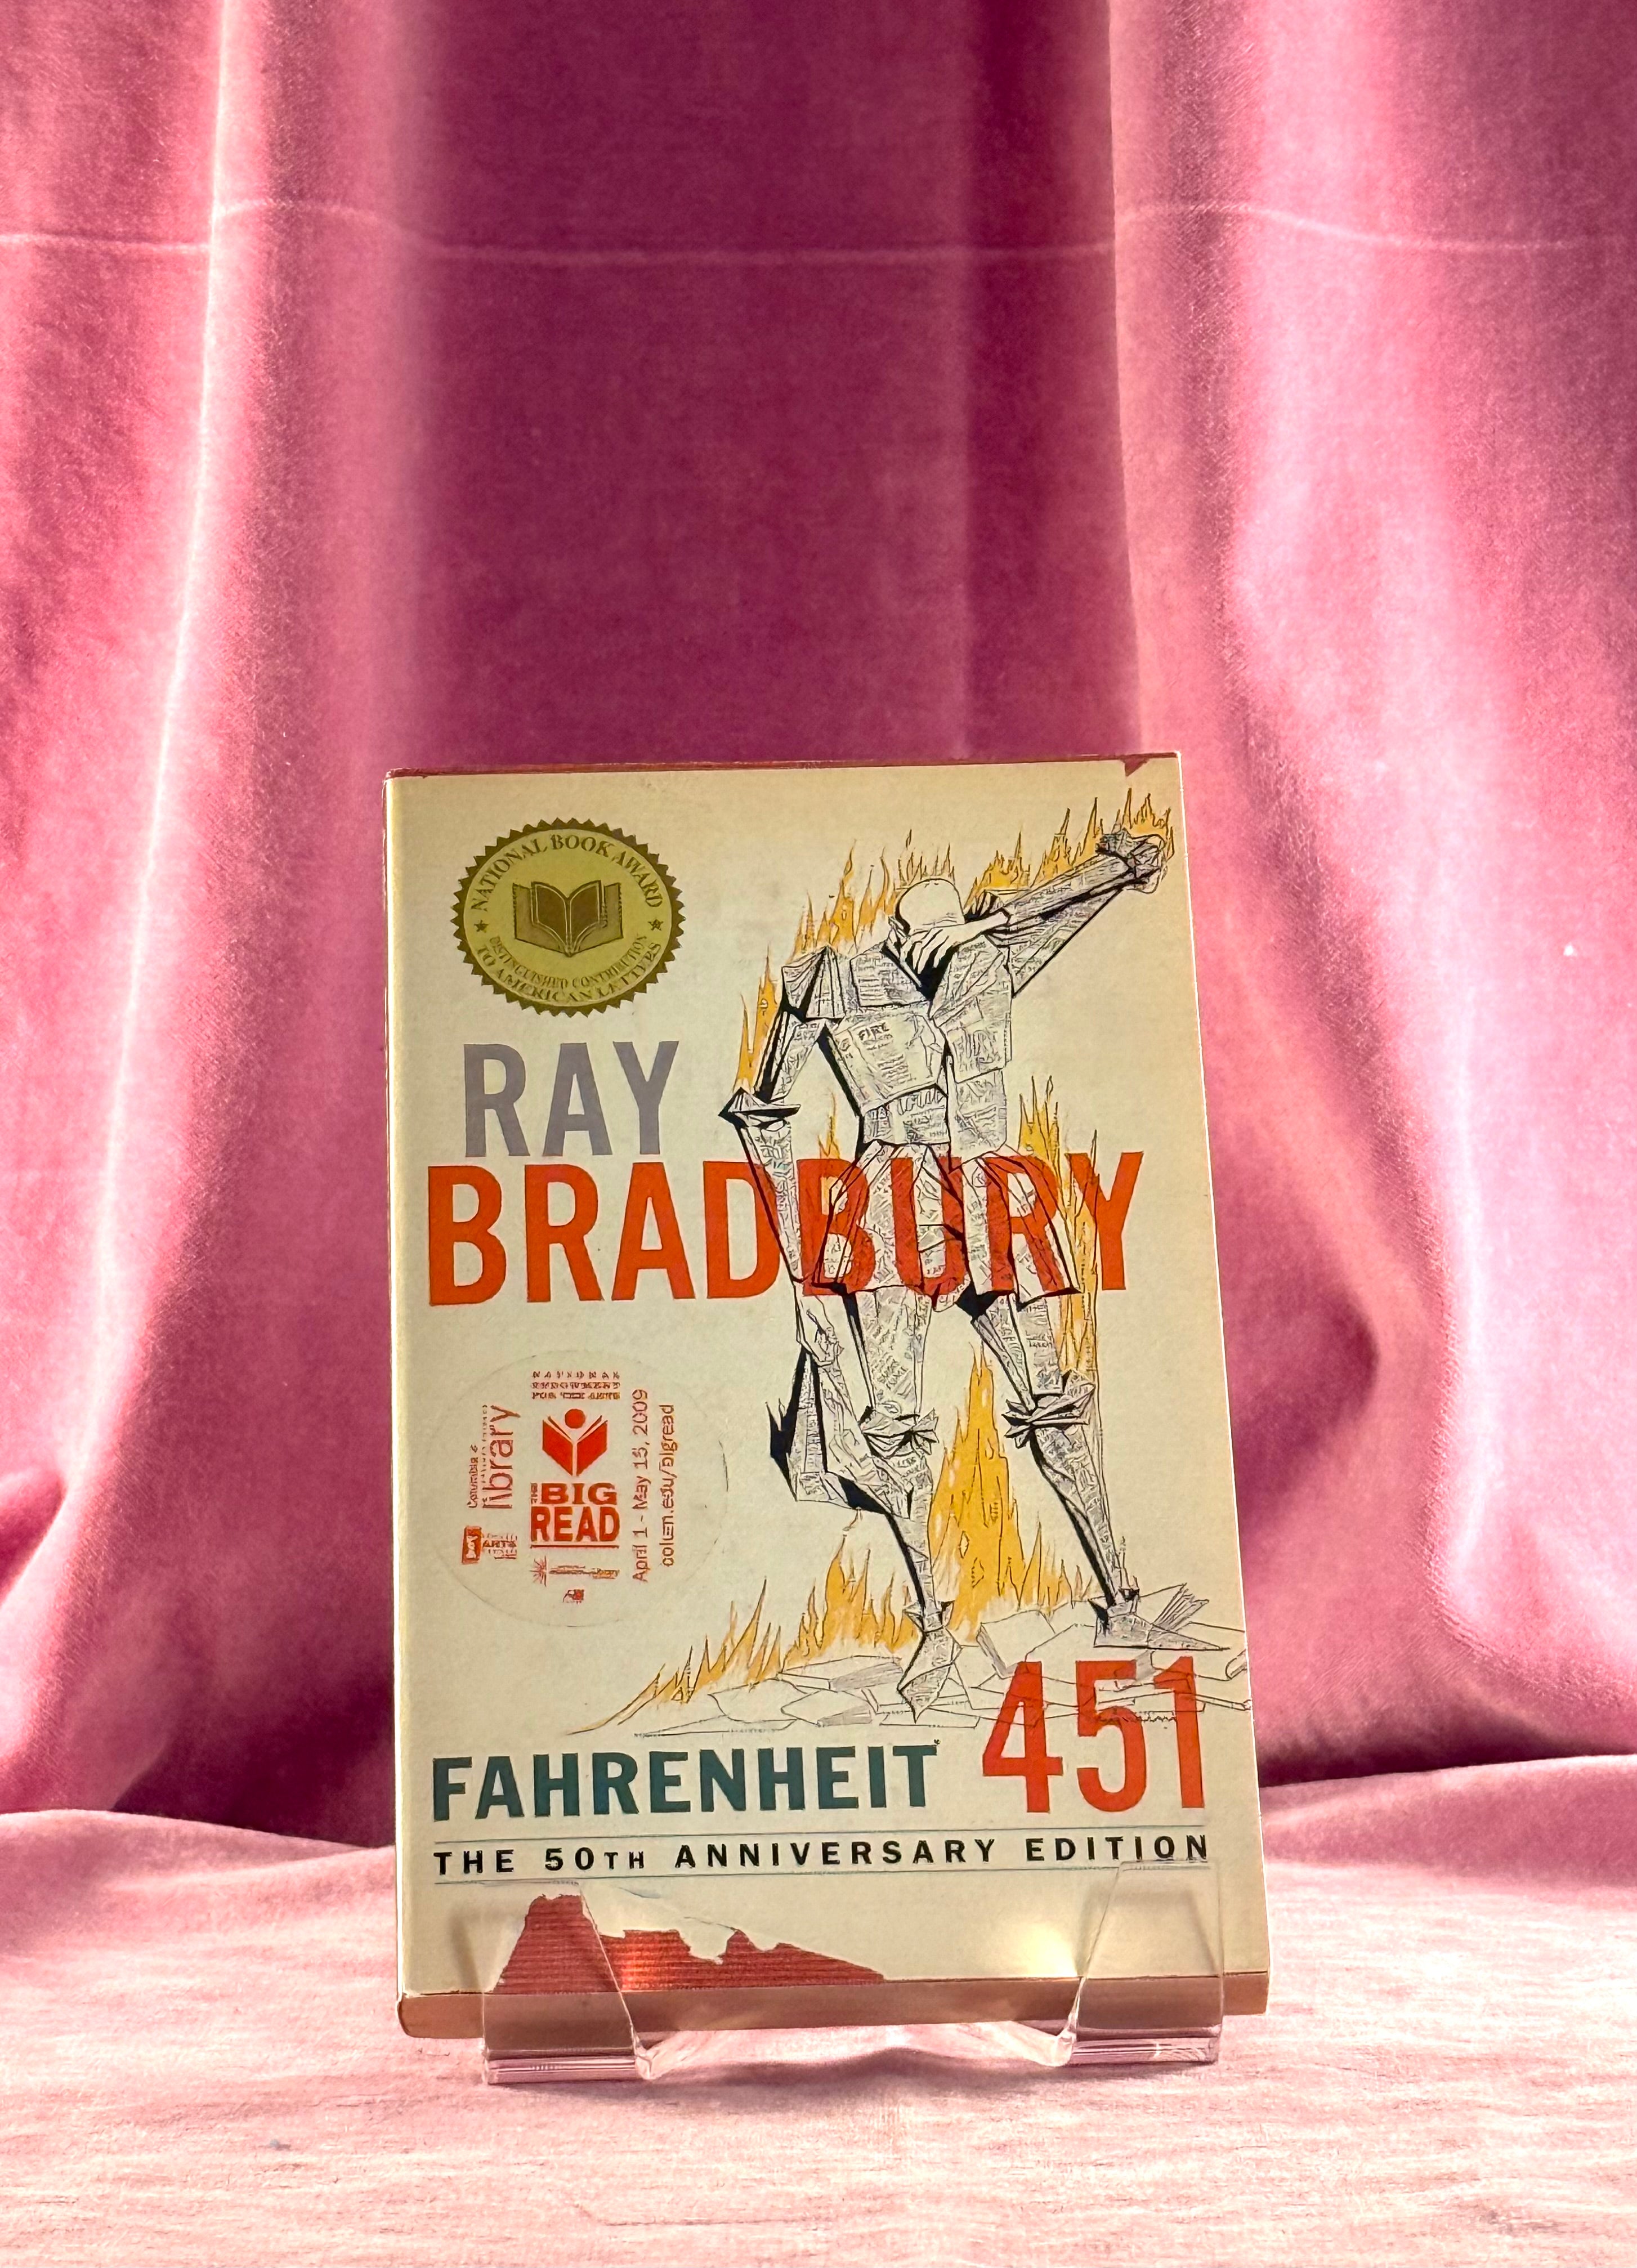 NATIONAL BOOK AWARD
DISTINGUISHED CONTRIBUTION
TO AMERICAN LETTERS
RAY
BRADBURY
FIRE
library
BIG
READ
April 1 - May 15, 2009
FAHRENHEIT 451
THE 50TH ANNIVERSARY EDITION